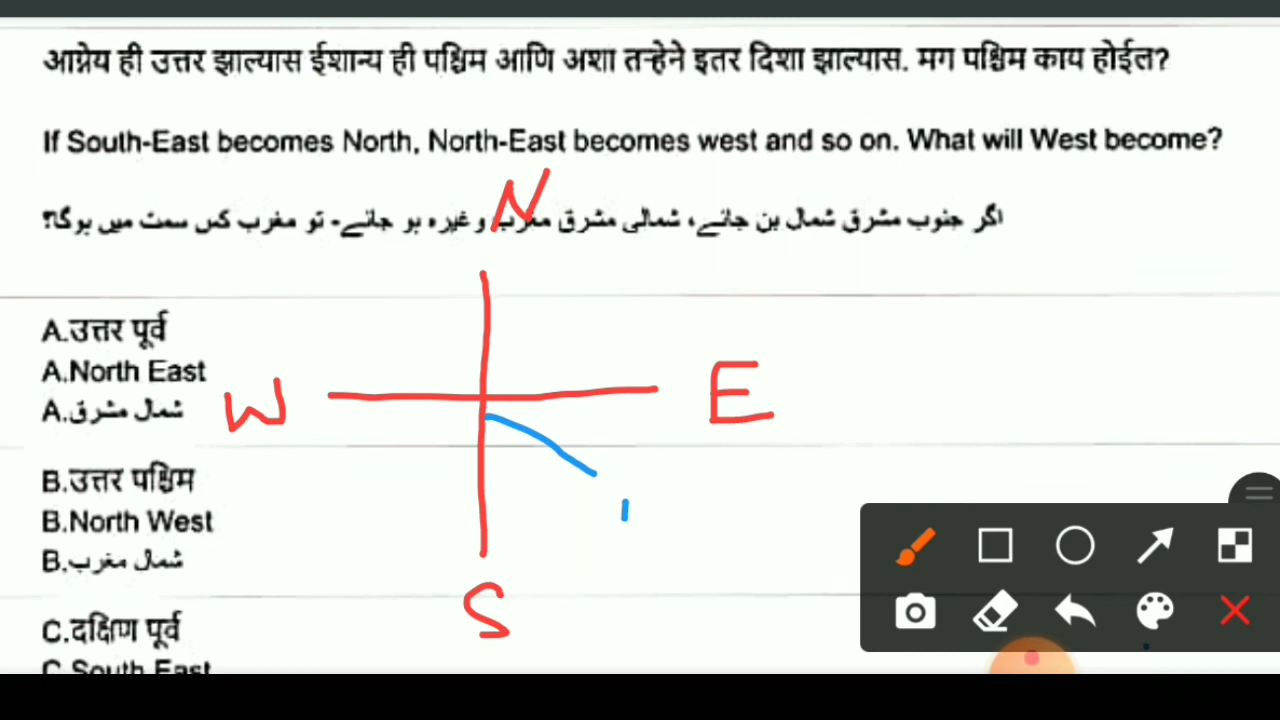 आग्नेय ही उत्तर झाल्यास ईशान्य ही पश्चिम आणि अशा तऱ्हेने इतर दिशा झाल्यास. मग पश्चिम काय होईल?
If South-East becomes North, North-East becomes west and so on. What will West become?
N
اگر جنوب مشرق شمال بن جائے، شمالی مشرق مغرب و غیرہ ہو جائے۔ تو مغرب کس سمت میں ہوگا؟
A.उत्तर पूर्व
A.North East
W E
A.شمال مشرق
B.उत्तर पश्चिम
B.North West
B.شمال مغرب
S
C.दक्षिण पूर्व
C.South East